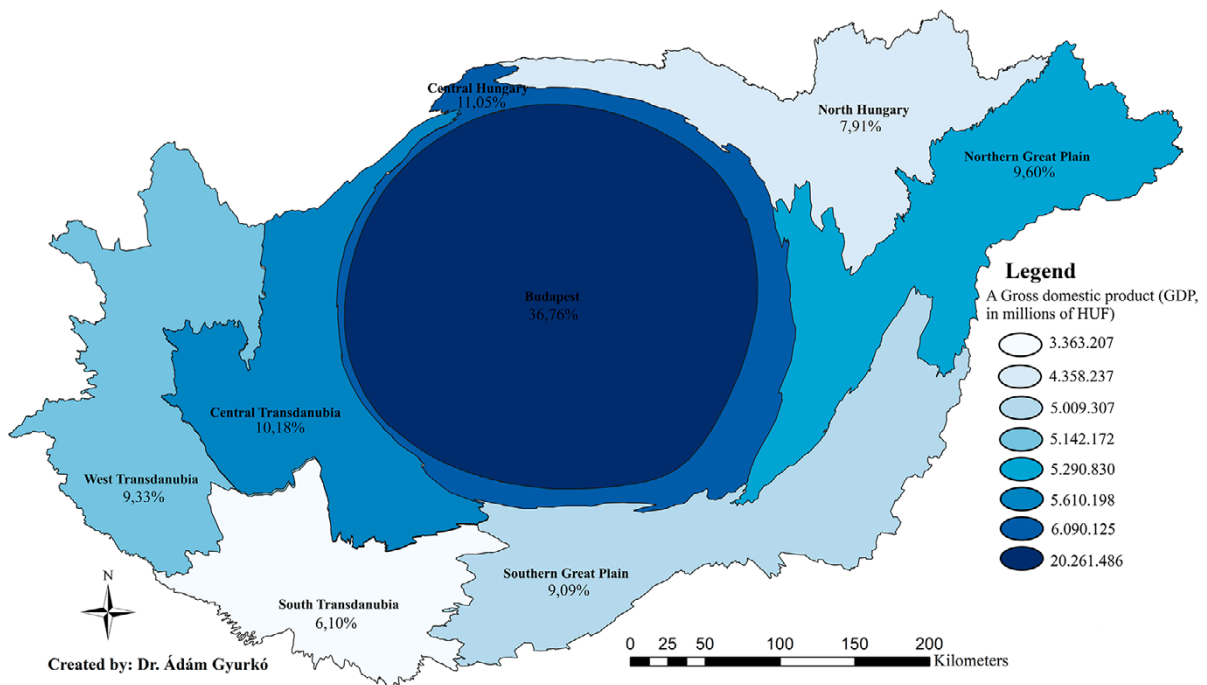 Central Hungary
11,05%
North Hungary
7,91%
Northern Great Plain
9,60%
Budapest
36,76%
Central Transdanubia
10,18%
West Transdanubia
9,33%
Southern Great Plain
9,09%
South Transdanubia
6,10%
Legend
A Gross domestic product (GDP,
in millions of HUF)
3.363.207
4.358.237
5.009.307
5.142.172
5.290.830
5.610.198
6.090.125
20.261.486
N
Created by: Dr. Ádám Gyurkó
0 25 50 100 150 200
Kilometers